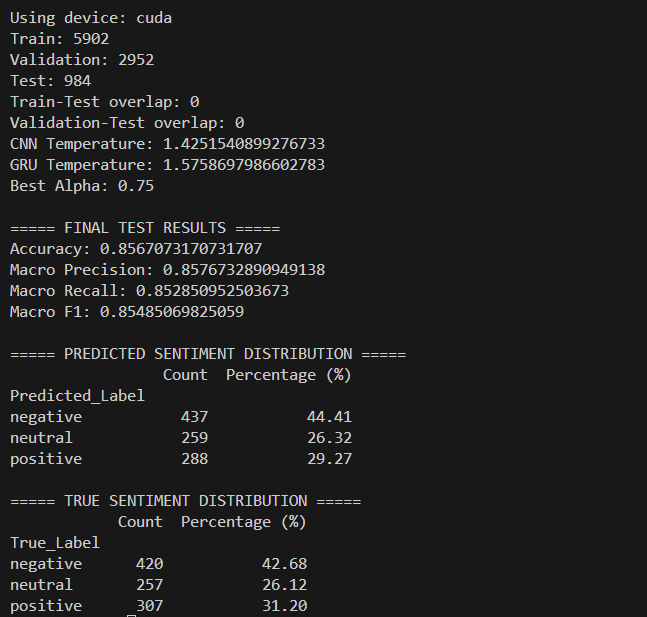 Using device: cuda
Train: 5902
Validation: 2952
Test: 984
Train-Test overlap: 0
Validation-Test overlap: 0
CNN Temperature: 1.4251540899276733
GRU Temperature: 1.5758697986602783
Best Alpha: 0.75
===== FINAL TEST RESULTS =====
Accuracy: 0.8567073170731707
Macro Precision: 0.8576732890949138
Macro Recall: 0.852850952503673
Macro F1: 0.85485069825059
===== PREDICTED SENTIMENT DISTRIBUTION =====
Count Percentage (%)
Predicted_Label
negative 437 44.41
neutral 259 26.32
positive 288 29.27
===== TRUE SENTIMENT DISTRIBUTION =====
Count Percentage (%)
True_Label
negative 420 42.68
neutral 257 26.12
positive 307 31.20